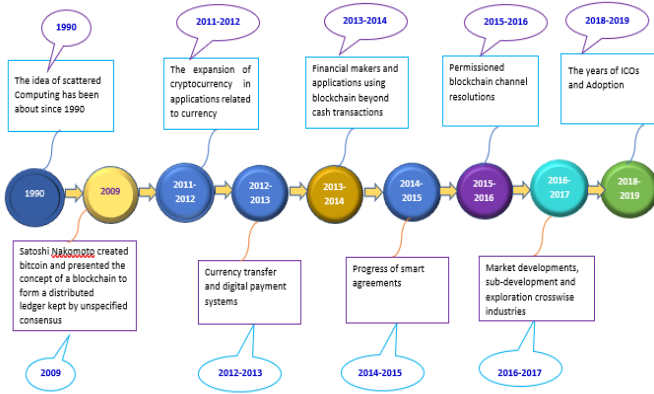 1990
2011-2012
2013-2014
2015-2016
2018-2019
The idea of scattered
Computing has been
about since 1990
The expansion of
cryptocurrency in
applications related
to currency
Financial makers and
applications using
blockchain beyond
cash transactions
Permissioned
blockchain channel
resolutions
The years of ICOs
and Adoption
1990
2009
2011-
2012
2012-
2013
2013-
2014
2014-
2015
2015-
2016
2016-
2017
2018-
2019
Satoshi Nakomoto created
bitcoin and presented the
concept of a blockchain to
form a distributed
ledger kept by unspecified
consensus
Currency transfer
and digital payment
systems
Progress of smart
agreements
Market developments,
sub-development and
exploration crosswise
industries
2009
2012-2013
2014-2015
2016-2017